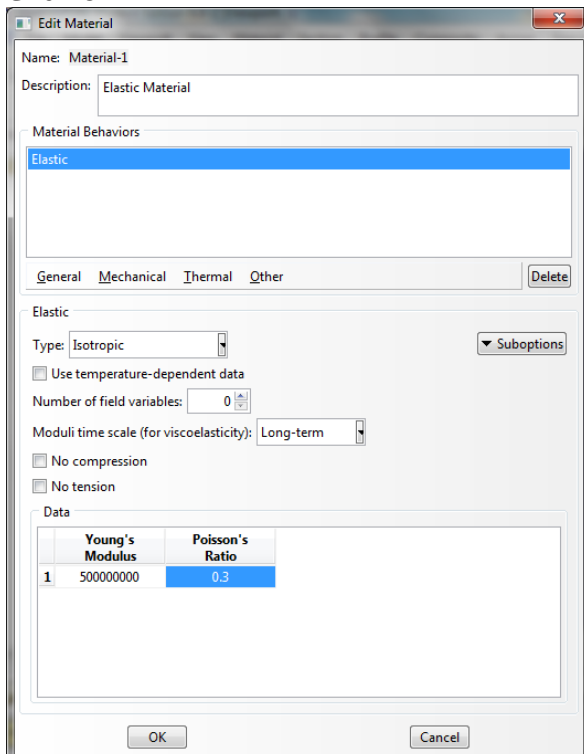 Edit Material
Name: Material-1
Description: Elastic Material
Material Behaviors
Elastic
General Mechanical Thermal Other Delete
Elastic
Type: Isotropic Suboptions
Use temperature-dependent data
Number of field variables: 0
Moduli time scale (for viscoelasticity): Long-term
No compression
No tension
Data
Young's Poisson's
Modulus Ratio
1 500000000 0.3
OK Cancel